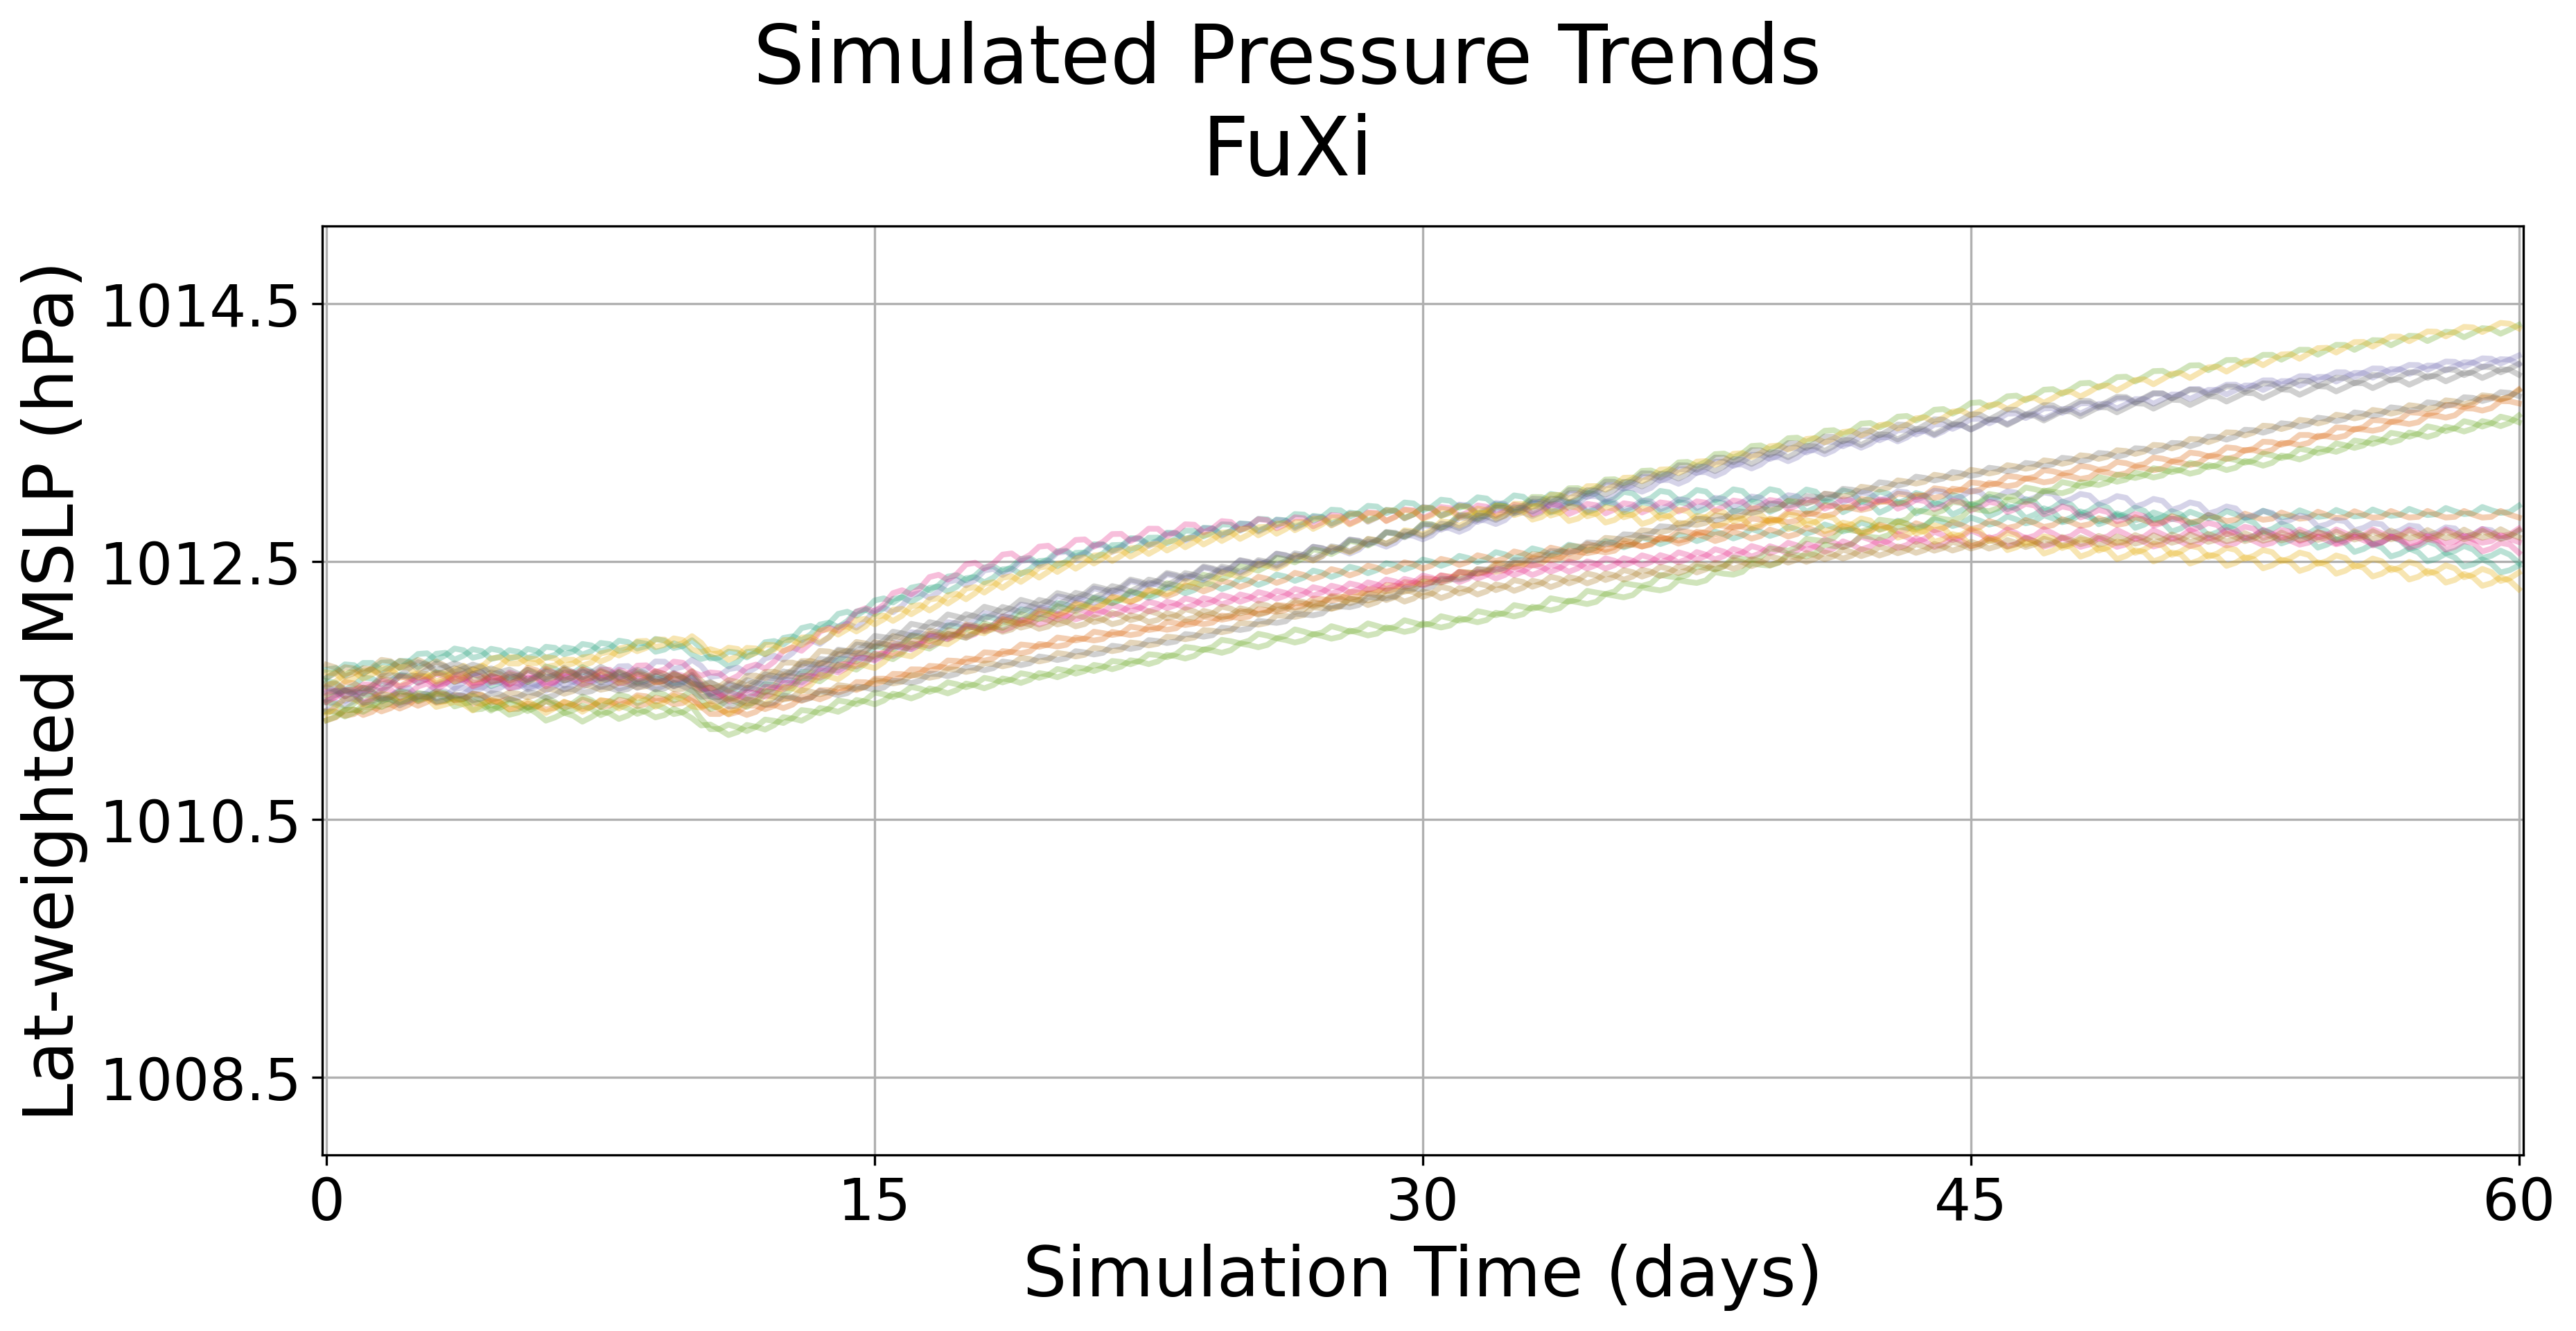 Simulated Pressure Trends
FuXi
Lat-weighted MSLP (hPa)
1014.5
1012.5
1010.5
1008.5
0 15 30 45 60
Simulation Time (days)